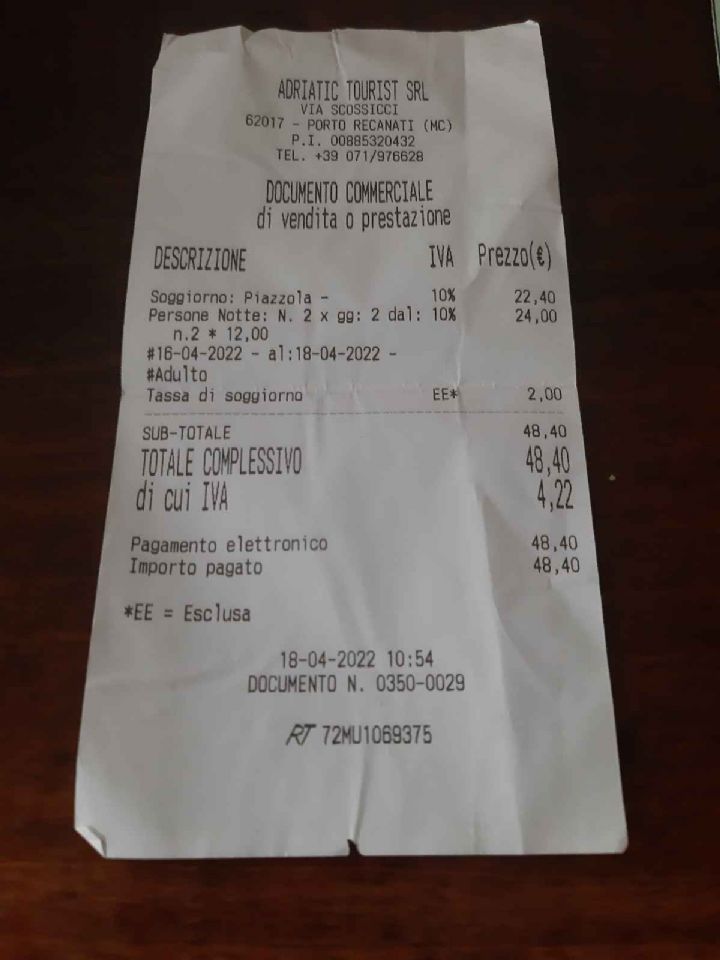 ADRIATIC TOURIST SRL
VIA SCOSSICCI
62017 - PORTO RECANATI (MC)
P.I. 00885320432
TEL. +39 071/976628
DOCUMENTO COMMERCIALE
di vendita o prestazione
DESCRIZIONE IVA Prezzo(€)
Soggiorno: Piazzola - 10% 22,40
Persone Notte: N. 2 x gg: 2 dal: 10% 24,00
n.2 * 12,00
#16-04-2022 - al:18-04-2022 -
#Adulto
Tassa di soggiorno EE* 2,00
SUB-TOTALE 48,40
TOTALE COMPLESSIVO 48,40
di cui IVA 4,22
Pagamento elettronico 48,40
Importo pagato 48,40
*EE = Esclusa
18-04-2022 10:54
DOCUMENTO N. 0350-0029
RT 72MU1069375